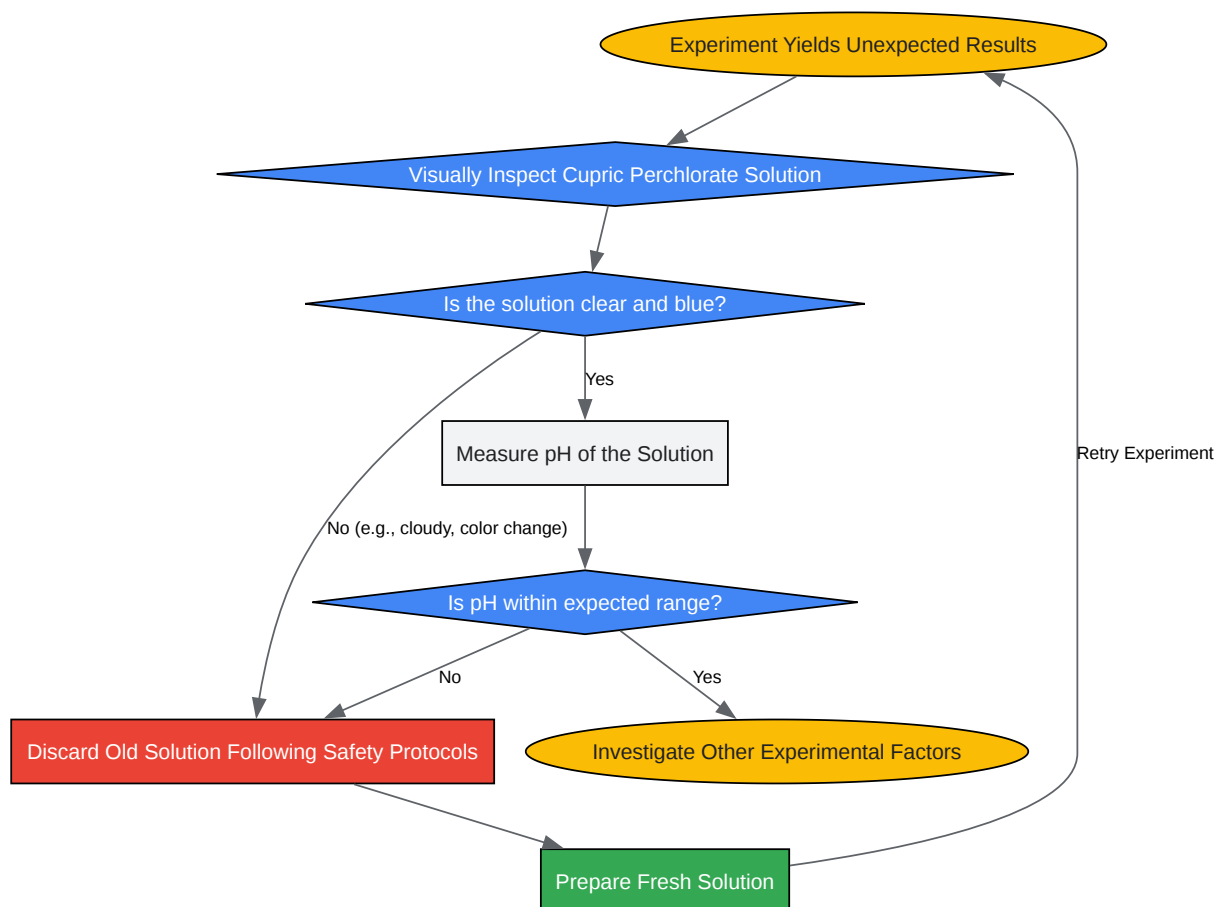 Experiment Yields Unexpected Results
Visually Inspect Cupric Perchlorate Solution
Is the solution clear and blue?
Yes
Measure pH of the Solution
Retry Experiment
No (e.g., cloudy, color change)
Is pH within expected range?
No
Yes
Discard Old Solution Following Safety Protocols
Investigate Other Experimental Factors
Prepare Fresh Solution